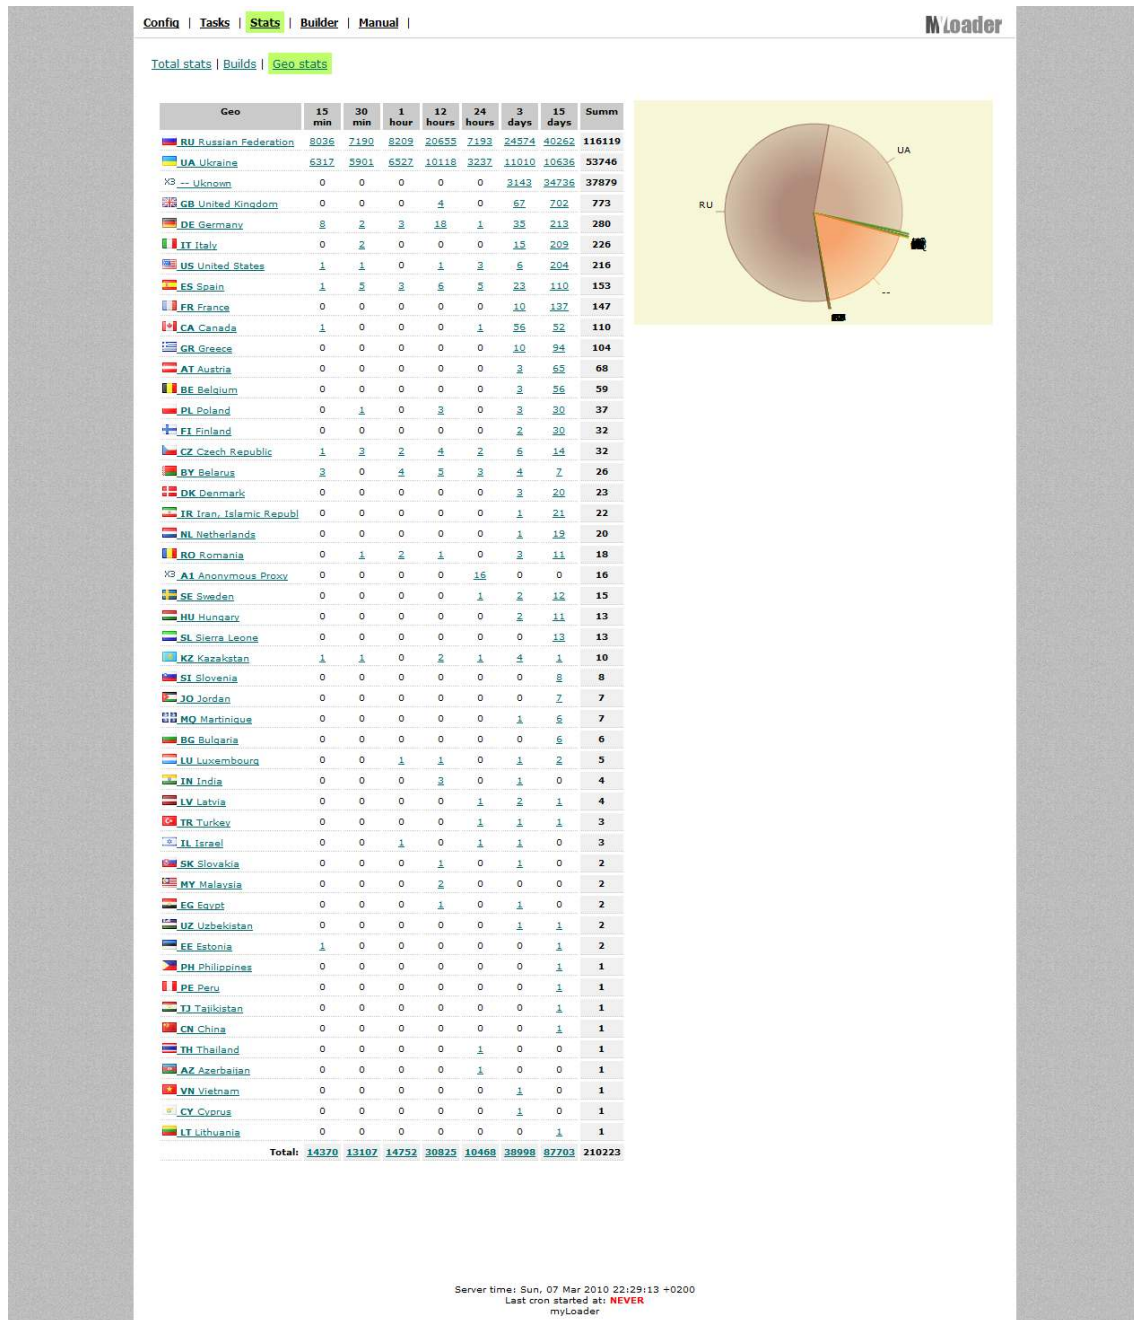 Config | Tasks | Stats | Builder | Manual |
MyLoader
Total stats | Builds | Geo stats
Geo 15 min 30 min 1 hour 12 hours 24 hours 3 days 15 days Summ
RU Russian Federation 8036 7190 8209 20655 7193 24574 40262 116119
UA Ukraine 6317 5901 6527 10118 3237 11010 10636 53746
X3 -- Uknown 0 0 0 0 0 3143 34736 37879
GB United Kingdom 0 0 0 4 0 67 702 773
DE Germany 8 2 3 18 1 35 213 280
IT Italy 0 2 0 0 0 15 209 226
US United States 1 1 0 1 3 6 204 216
ES Spain 1 5 3 6 5 23 110 153
FR France 0 0 0 0 0 10 137 147
CA Canada 1 0 0 0 1 56 52 110
GR Greece 0 0 0 0 0 10 94 104
AT Austria 0 0 0 0 0 3 65 68
BE Belgium 0 0 0 0 0 3 56 59
PL Poland 0 1 0 3 0 3 30 37
FI Finland 0 0 0 0 0 2 30 32
CZ Czech Republic 1 3 2 4 2 6 14 32
BY Belarus 3 0 4 5 3 4 7 26
DK Denmark 0 0 0 0 0 3 20 23
IR Iran, Islamic Republ 0 0 0 0 0 1 21 22
NL Netherlands 0 0 0 0 0 1 19 20
RO Romania 0 1 2 1 0 3 11 18
X3 A1 Anonymous Proxy 0 0 0 0 16 0 0 16
SE Sweden 0 0 0 0 1 2 12 15
HU Hungary 0 0 0 0 0 2 11 13
SL Sierra Leone 0 0 0 0 0 0 13 13
KZ Kazakstan 1 1 0 2 1 4 1 10
SI Slovenia 0 0 0 0 0 0 8 8
JO Jordan 0 0 0 0 0 0 7 7
MQ Martinique 0 0 0 0 0 1 6 7
BG Bulgaria 0 0 0 0 0 0 6 6
LU Luxembourg 0 0 1 1 0 1 2 5
IN India 0 0 0 3 0 1 0 4
LV Latvia 0 0 0 0 1 2 1 4
TR Turkey 0 0 0 0 1 1 1 3
IL Israel 0 0 1 0 1 1 0 3
SK Slovakia 0 0 0 1 0 1 0 2
MY Malaysia 0 0 0 2 0 0 0 2
EG Egypt 0 0 0 1 0 1 0 2
UZ Uzbekistan 0 0 0 0 0 1 1 2
EE Estonia 1 0 0 0 0 0 1 2
PH Philippines 0 0 0 0 0 0 1 1
PE Peru 0 0 0 0 0 0 1 1
TJ Tajikistan 0 0 0 0 0 0 1 1
CN China 0 0 0 0 0 0 1 1
TH Thailand 0 0 0 0 1 0 0 1
AZ Azerbaijan 0 0 0 0 1 0 0 1
VN Vietnam 0 0 0 0 0 1 0 1
CY Cyprus 0 0 0 0 0 1 0 1
LT Lithuania 0 0 0 0 0 0 1 1
Total: 14370 13107 14752 30825 10468 38998 87703 210223
UA
RU
--
Server time: Sun, 07 Mar 2010 22:29:13 +0200
Last cron started at: NEVER
myLoader